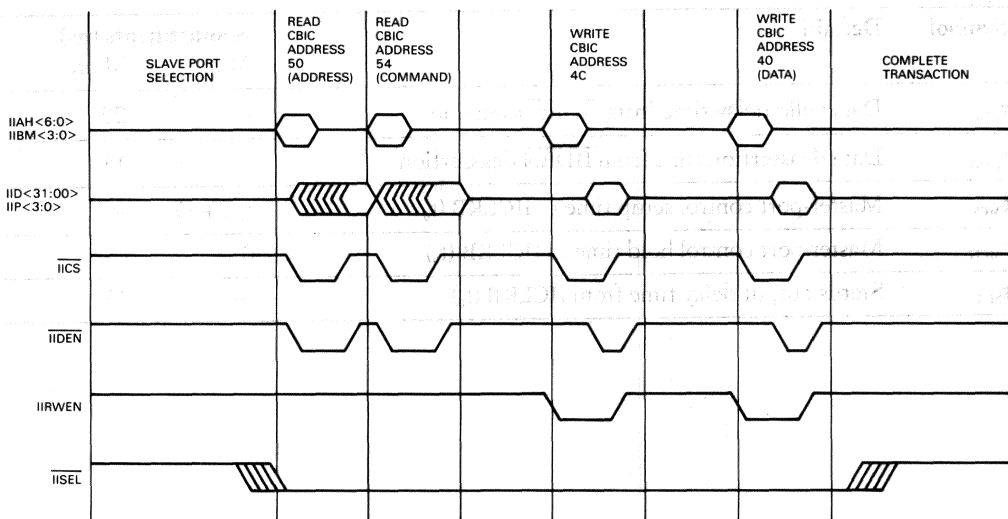 READ
CBIC
ADDRESS
50
(ADDRESS)
READ
CBIC
ADDRESS
54
(COMMAND)
WRITE
CBIC
ADDRESS
4C
WRITE
CBIC
ADDRESS
40
(DATA)
SLAVE PORT
SELECTION
COMPLETE
TRANSACTION
IIAH<6:0>
IIBM<3:0>
IID<31:00>
IIP<3:0>
IICS
IIDEN
IIRWEN
IISEL